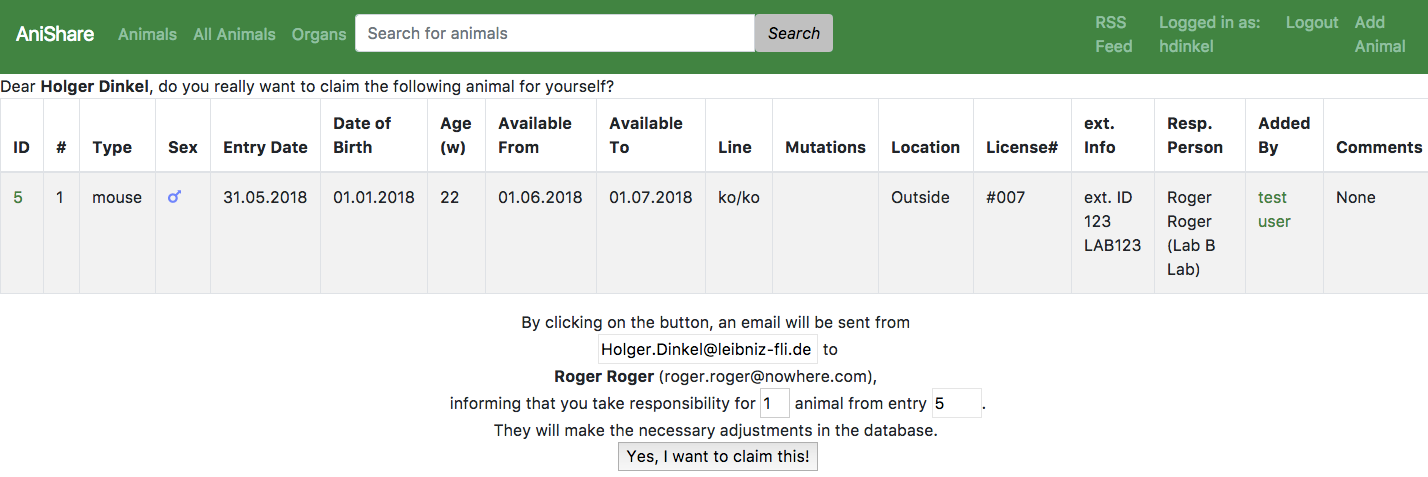 AniShare Animals All Animals Organs Search for animals Search RSS Feed Logged in as: hdinkel Logout Add Animal
Dear Holger Dinkel, do you really want to claim the following animal for yourself?
ID # Type Sex Entry Date Date of Birth Age (w) Available From Available To Line Mutations Location License# ext. Info Resp. Person Added By Comments
5 1 mouse ♂ 31.05.2018 01.01.2018 22 01.06.2018 01.07.2018 ko/ko Outside #007 ext. ID 123 LAB123 Roger Roger (Lab B Lab) test user None
By clicking on the button, an email will be sent from
Holger.Dinkel@leibniz-fli.de to
Roger Roger (roger.roger@nowhere.com),
informing that you take responsibility for 1 animal from entry 5.
They will make the necessary adjustments in the database.
Yes, I want to claim this!